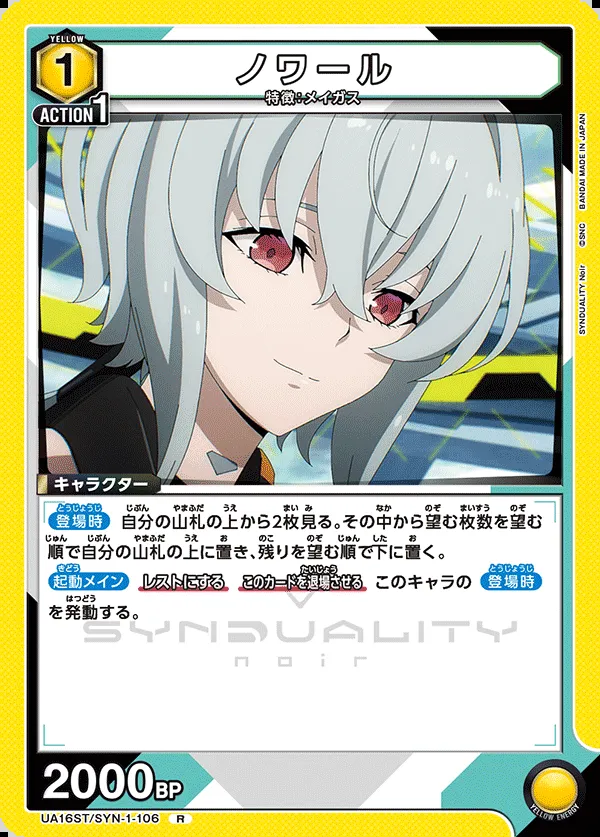 YELLOW
1
ACTION 1
ノワール
特徴:メイガス
SYNDUALITY Noir ©SNC BANDAI MADE IN JAPAN
キャラクター
登場時 自分の山札の上から2枚見る。その中から望む枚数を望む
順で自分の山札の上に置き、残りを望む順で下に置く。
起動メイン レストにする このカードを退場させる このキャラの 登場時
を発動する。
SYNDUALITY
noir
2000BP
YELLOW ENERGY
UA16ST/SYN-1-106 R